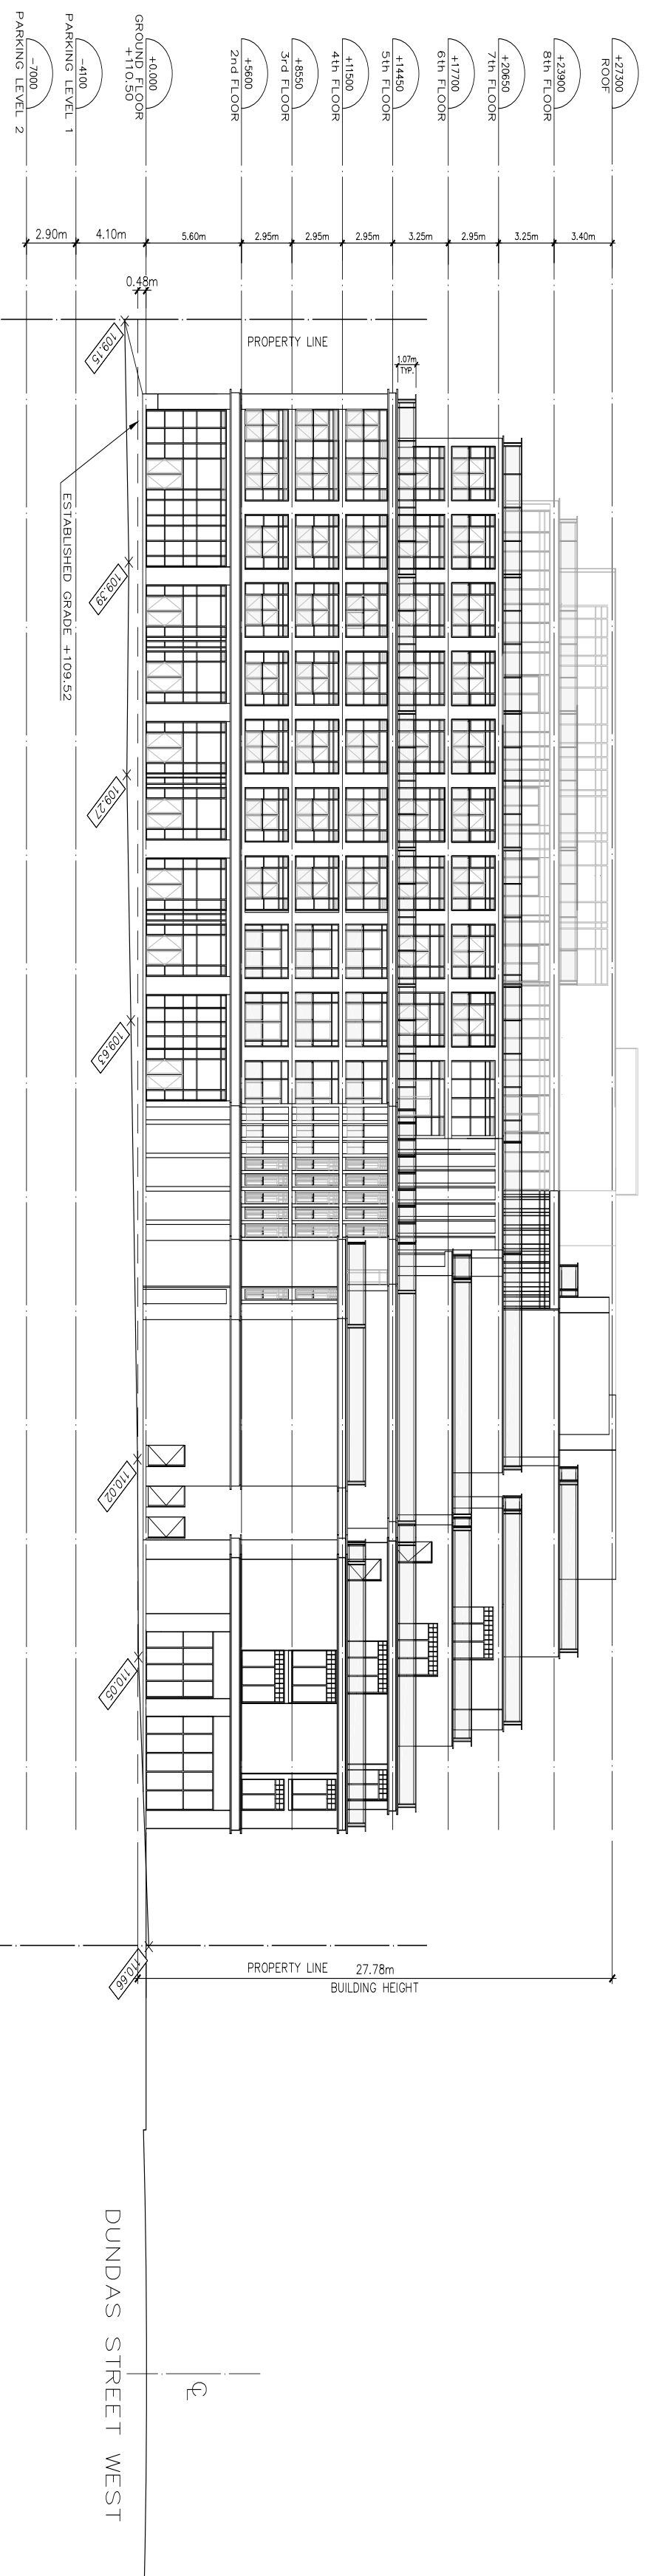 +27300
ROOF
+23900
8th FLOOR
+20650
7th FLOOR
+17700
6th FLOOR
+14450
5th FLOOR
+11500
4th FLOOR
+8550
3rd FLOOR
+5600
2nd FLOOR
+0.000
GROUND FLOOR
+110.50
-4100
PARKING LEVEL 1
-7000
PARKING LEVEL 2
2.90m
4.10m
5.60m
2.95m
2.95m
2.95m
3.25m
2.95m
3.25m
3.40m
0.48m
PROPERTY LINE
1.07m
TYP.
109.15
ESTABLISHED GRADE +109.52
109.39
109.27
109.63
110.02
110.05
110.66
PROPERTY LINE
27.78m
BUILDING HEIGHT
DUNDAS STREET WEST
CL